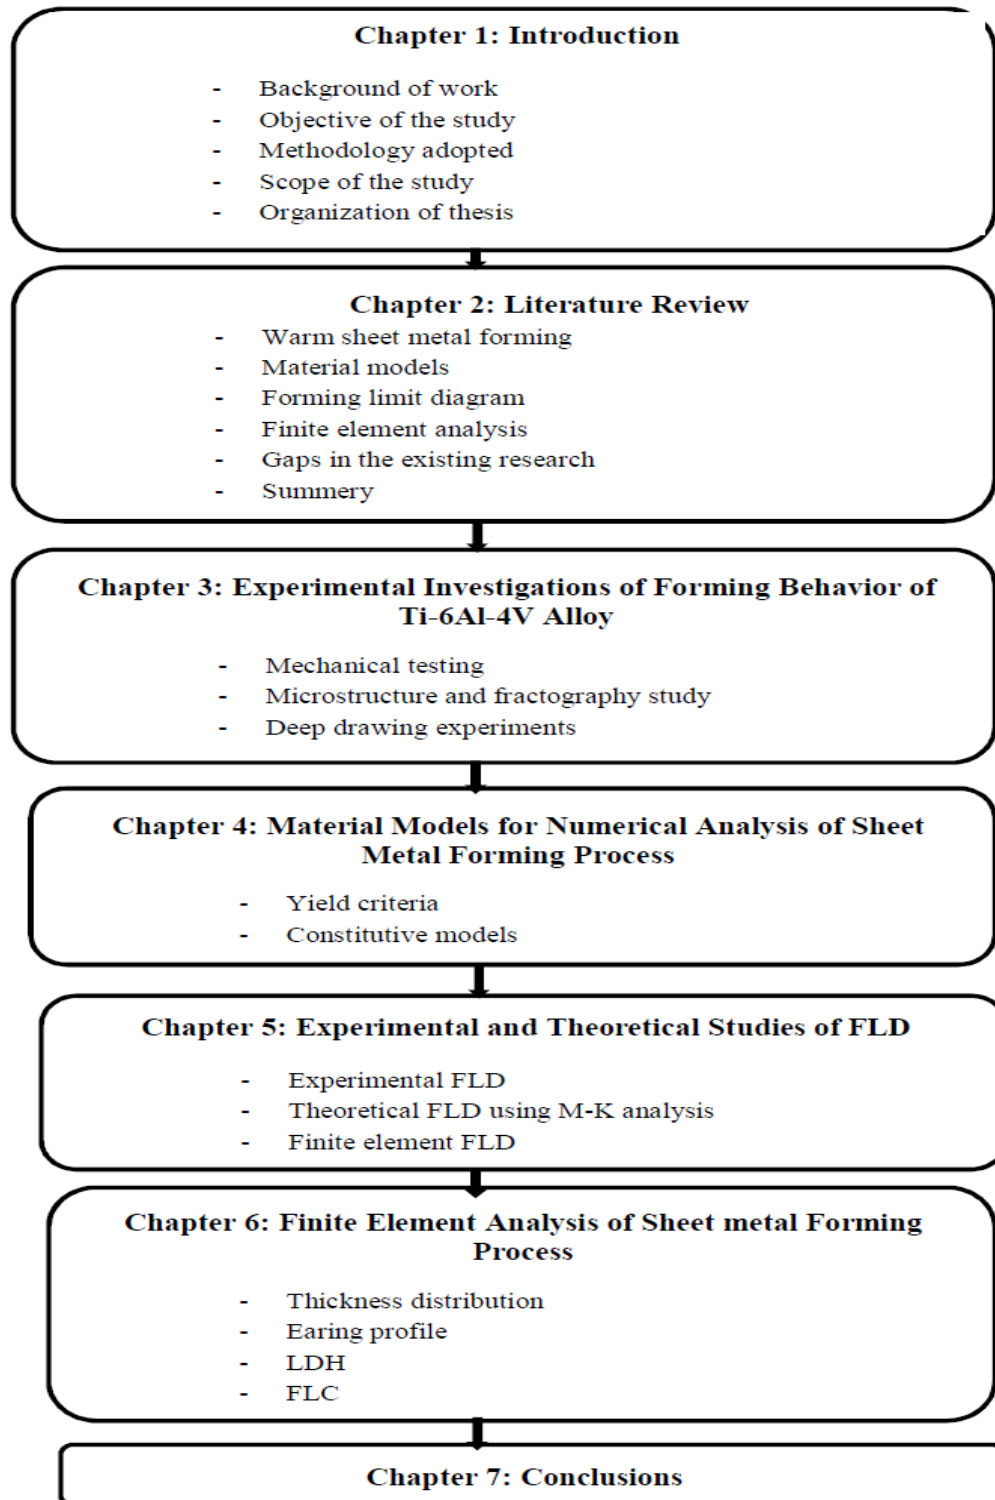 Chapter 1: Introduction
- Background of work
- Objective of the study
- Methodology adopted
- Scope of the study
- Organization of thesis
Chapter 2: Literature Review
- Warm sheet metal forming
- Material models
- Forming limit diagram
- Finite element analysis
- Gaps in the existing research
- Summery
Chapter 3: Experimental Investigations of Forming Behavior of
Ti-6Al-4V Alloy
- Mechanical testing
- Microstructure and fractography study
- Deep drawing experiments
Chapter 4: Material Models for Numerical Analysis of Sheet
Metal Forming Process
- Yield criteria
- Constitutive models
Chapter 5: Experimental and Theoretical Studies of FLD
- Experimental FLD
- Theoretical FLD using M-K analysis
- Finite element FLD
Chapter 6: Finite Element Analysis of Sheet metal Forming
Process
- Thickness distribution
- Earing profile
- LDH
- FLC
Chapter 7: Conclusions